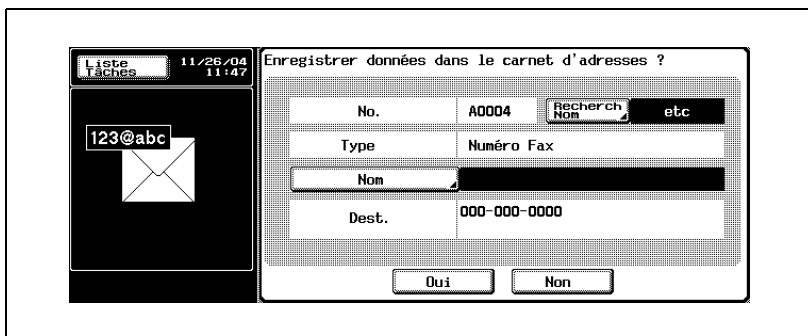 Liste
Tâches
11/26/04
11:47
123@abc
Enregistrer données dans le carnet d'adresses ?
No. A0004 Recherch
Nom etc
Type Numéro Fax
Nom
Dest. 000-000-0000
Oui Non